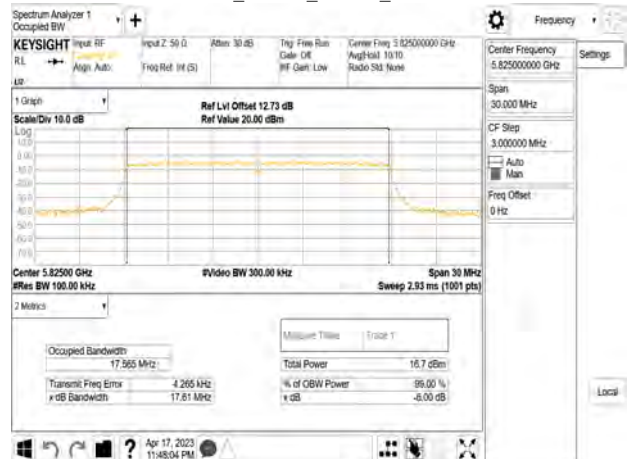 Spectrum Analyzer 1
Occupied BW
Frequency
KEYSIGHT
Input: RF
Input Z: 50 Ω
Atten: 30 dB
Trig: Free Run
Center Freq: 5.825000000 GHz
Gate: Off
Avg|Hold: 10/10
RL
Align: Auto
Freq Ref: Int (S)
#IF Gain: Low
Radio Std: None
Center Frequency
5.825000000 GHz
Settings
Span
30.000 MHz
CF Step
3.000000 MHz
Auto
Man
Freq Offset
0 Hz
1 Graph
Scale/Div 10.0 dB
Ref Lvl Offset 12.73 dB
Ref Value 20.00 dBm
Log
Center 5.82500 GHz
#Video BW 300.00 kHz
Span 30 MHz
#Res BW 100.00 kHz
Sweep 2.93 ms (1001 pts)
2 Metrics
Measure Trace
Trace 1
Occupied Bandwidth
17.565 MHz
Total Power
16.7 dBm
Transmit Freq Error
4.265 kHz
% of OBW Power
99.00 %
x dB Bandwidth
17.61 MHz
x dB
-6.00 dB
Local
?
Apr 17, 2023
11:48:04 PM